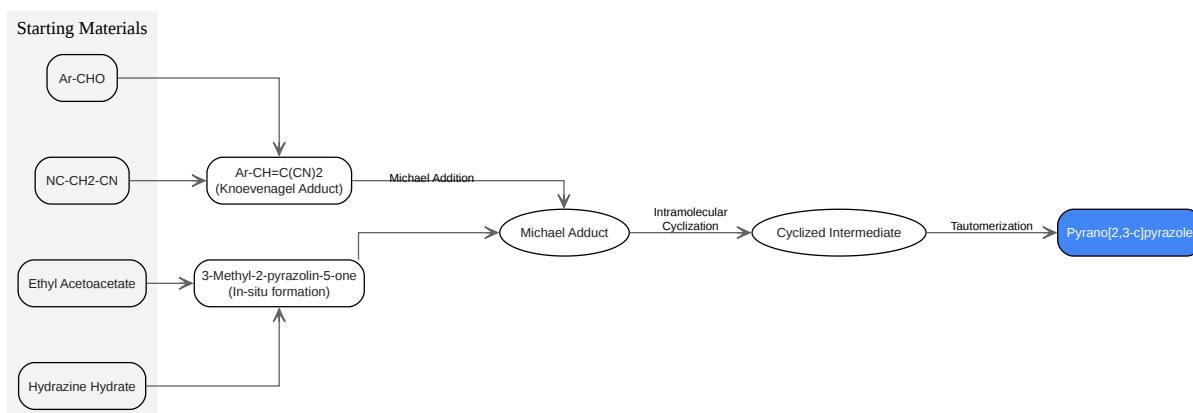 Starting Materials
Ar-CHO
NC-CH2-CN
Ar-CH=C(CN)2
(Knoevenagel Adduct)
Michael Addition
Ethyl Acetoacetate
3-Methyl-2-pyrazolin-5-one
(In-situ formation)
Hydrazine Hydrate
Michael Adduct
Intramolecular
Cyclization
Cyclized Intermediate
Tautomerization
Pyrano[2,3-c]pyrazole